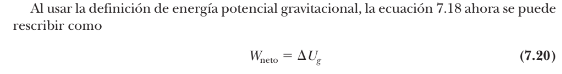 Al usar la definición de energía potencial gravitacional, la ecuación 7.18 ahora se puede
rescribir como
W_neto = ΔU_g (7.20)